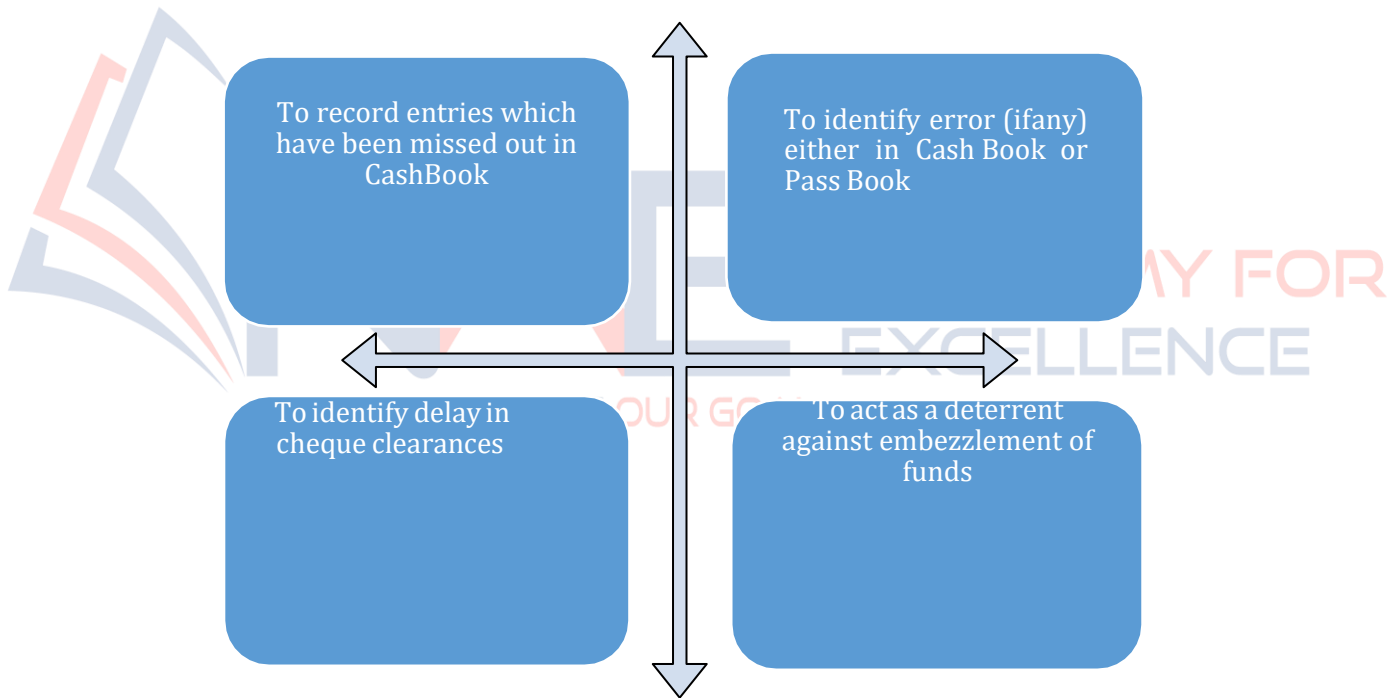 To record entries which
have been missed out in
CashBook
To identify error (ifany)
either in Cash Book or
Pass Book
MY FOR
EXCELLENCE
To identify delay in
cheque clearances
OUR
To act as a deterrent
against embezzlement of
funds